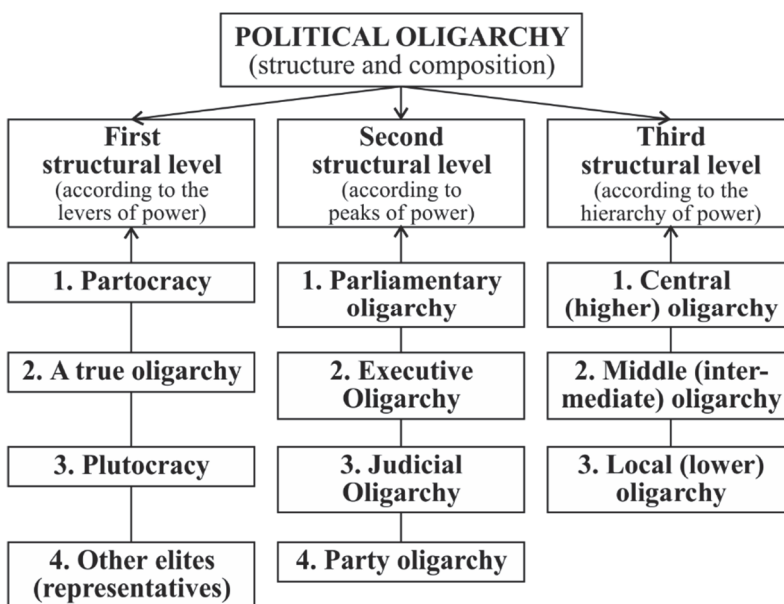 POLITICAL OLIGARCHY
(structure and composition)
First
structural level
(according to the
levers of power)
1. Partocracy
2. A true oligarchy
3. Plutocracy
4. Other elites
(representatives)
Second
structural level
(according to
peaks of power)
1. Parliamentary
oligarchy
2. Executive
Oligarchy
3. Judicial
Oligarchy
4. Party oligarchy
Third
structural level
(according to the
hierarchy of power)
1. Central
(higher) oligarchy
2. Middle (inter-
mediate) oligarchy
3. Local (lower)
oligarchy